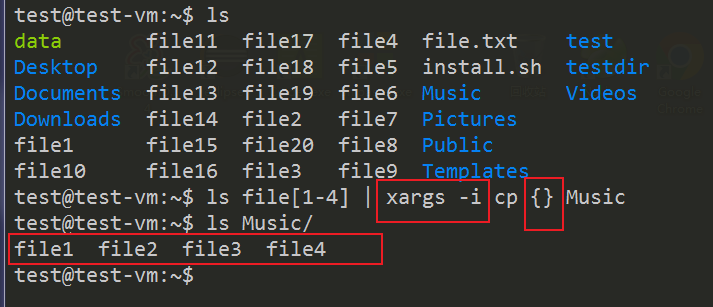 test@test-vm:~$ ls
data       file11  file17  file4  file.txt    test
Desktop    file12  file18  file5  install.sh  testdir
Documents  file13  file19  file6  Music       Videos
Downloads  file14  file2   file7  Pictures
file1      file15  file20  file8  Public
file10     file16  file3   file9  Templates
test@test-vm:~$ ls file[1-4] | xargs -i cp {} Music
test@test-vm:~$ ls Music/
file1  file2  file3  file4
test@test-vm:~$